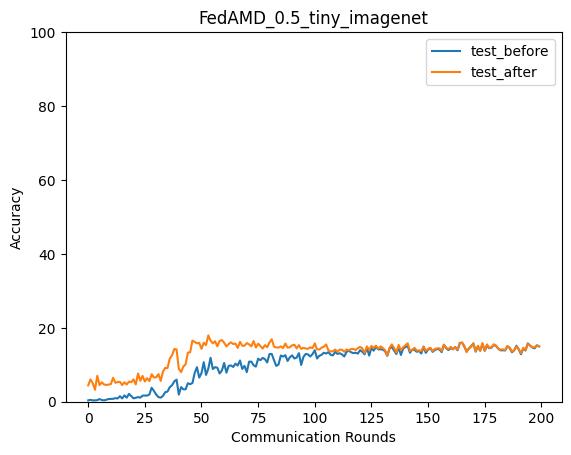 FedAMD_0.5_tiny_imagenet
test_before
test_after
100
80
60
40
20
0
Accuracy
0 25 50 75 100 125 150 175 200
Communication Rounds